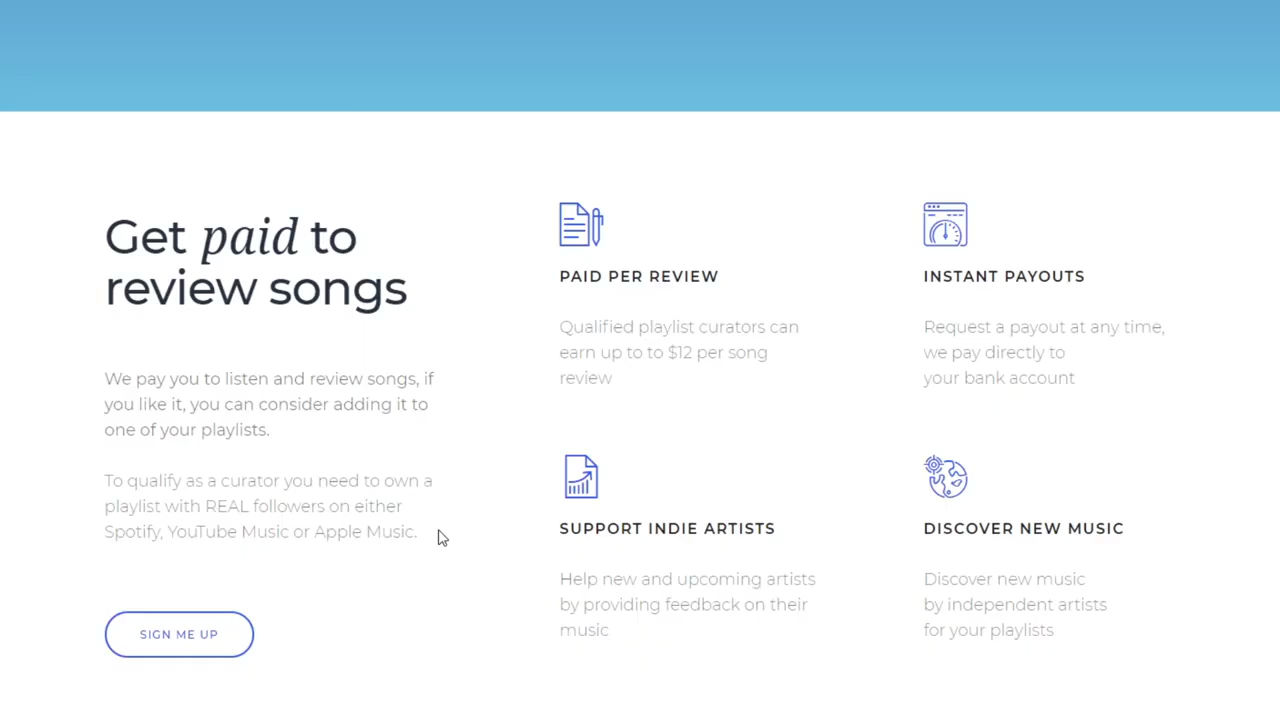 Get paid to
review songs
We pay you to listen and review songs, if
you like it, you can consider adding it to
one of your playlists.
To qualify as a curator you need to own a
playlist with REAL followers on either
Spotify, YouTube Music or Apple Music.
SIGN ME UP
PAID PER REVIEW
Qualified playlist curators can
earn up to to $12 per song
review
INSTANT PAYOUTS
Request a payout at any time,
we pay directly to
your bank account
SUPPORT INDIE ARTISTS
Help new and upcoming artists
by providing feedback on their
music
DISCOVER NEW MUSIC
Discover new music
by independent artists
for your playlists